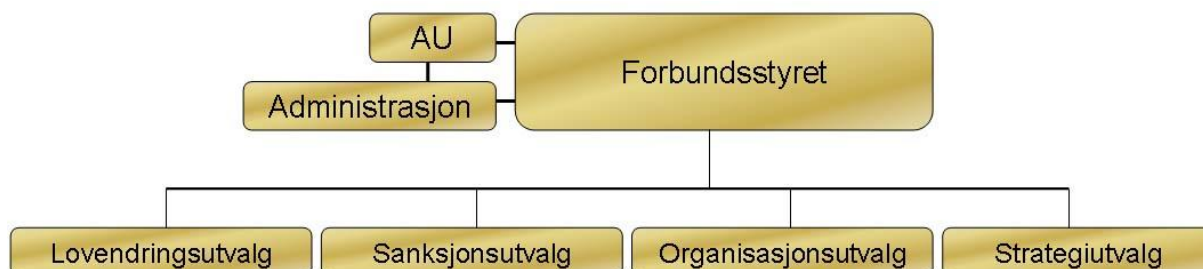 AU
Forbundsstyret
Administrasjon
Lovendringsutvalg
Sanksjonsutvalg
Organisasjonsutvalg
Strategiutvalg